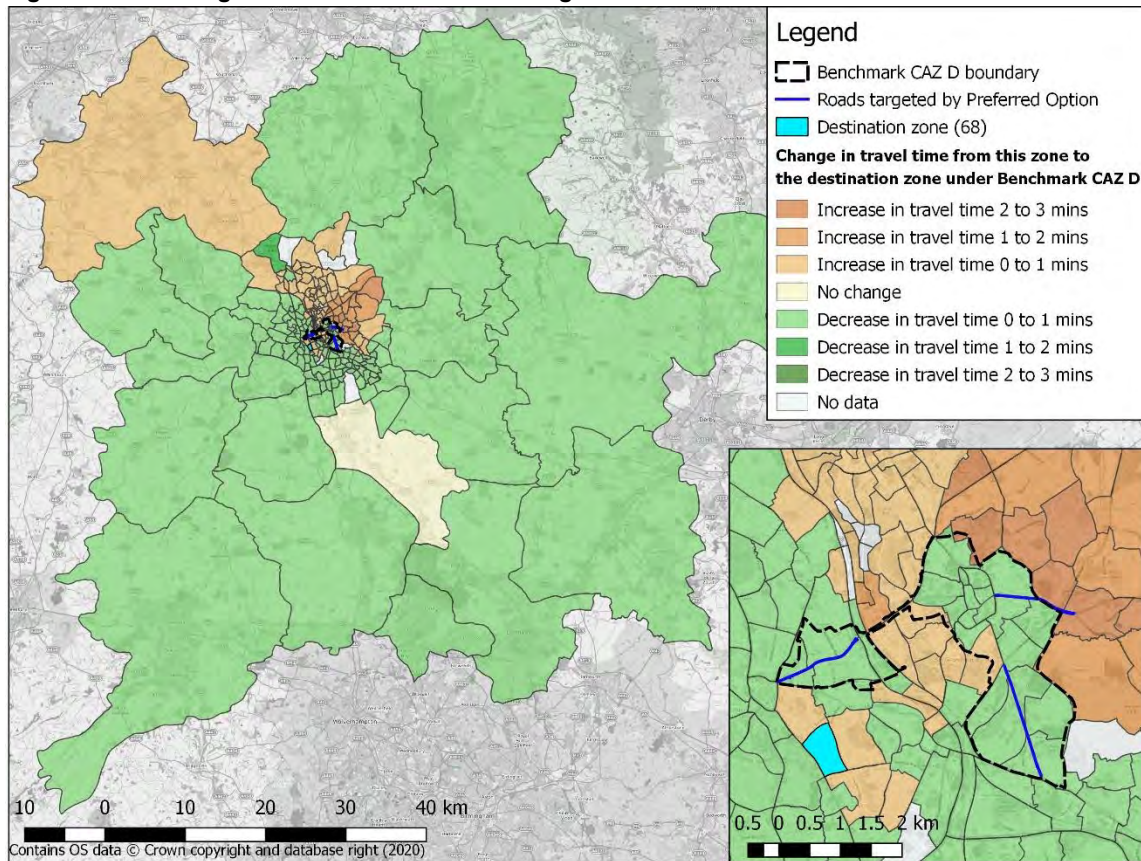 Legend
Benchmark CAZ D boundary
Roads targeted by Preferred Option
Destination zone (68)
Change in travel time from this zone to
the destination zone under Benchmark CAZ D
Increase in travel time 2 to 3 mins
Increase in travel time 1 to 2 mins
Increase in travel time 0 to 1 mins
No change
Decrease in travel time 0 to 1 mins
Decrease in travel time 1 to 2 mins
Decrease in travel time 2 to 3 mins
No data
10 0 10 20 30 40 km
Contains OS data © Crown copyright and database right (2020)
0.5 0 0.5 1 1.5 2 km